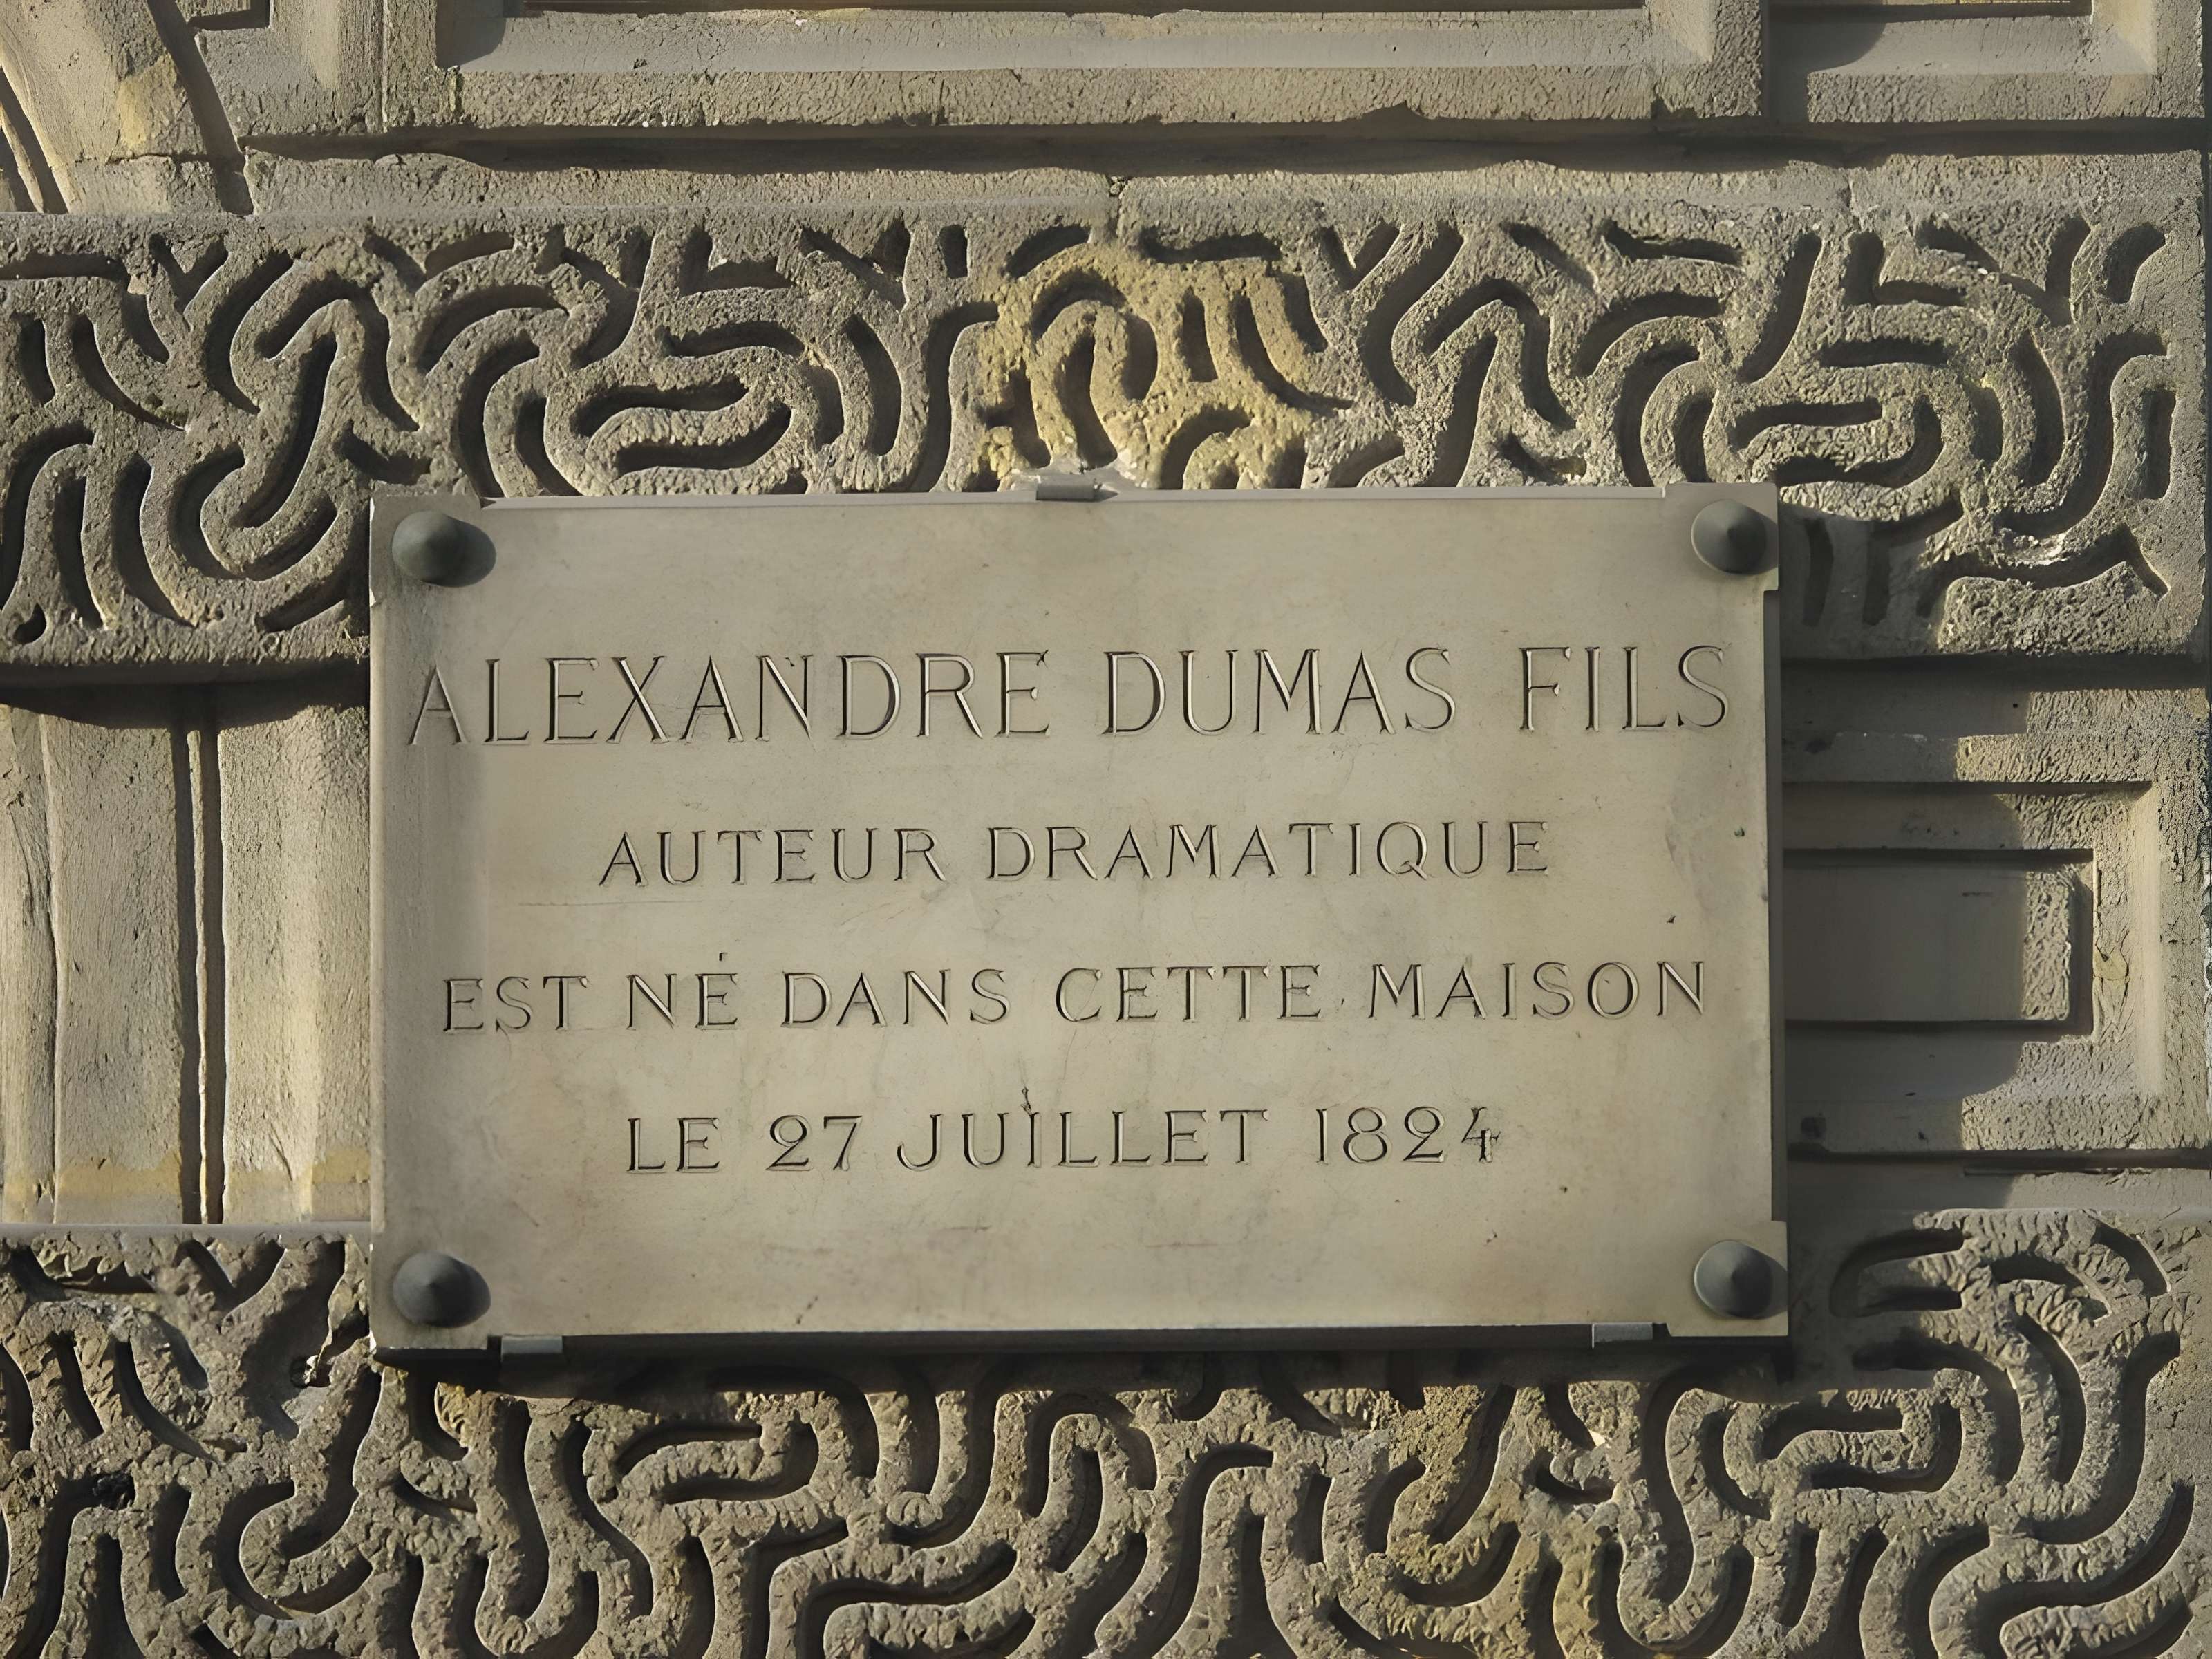 ALEXANDRE DUMAS FILS
AUTEUR DRAMATIQUE
EST NÉ DANS CETTE MAISON
LE 27 JUILLET 1824